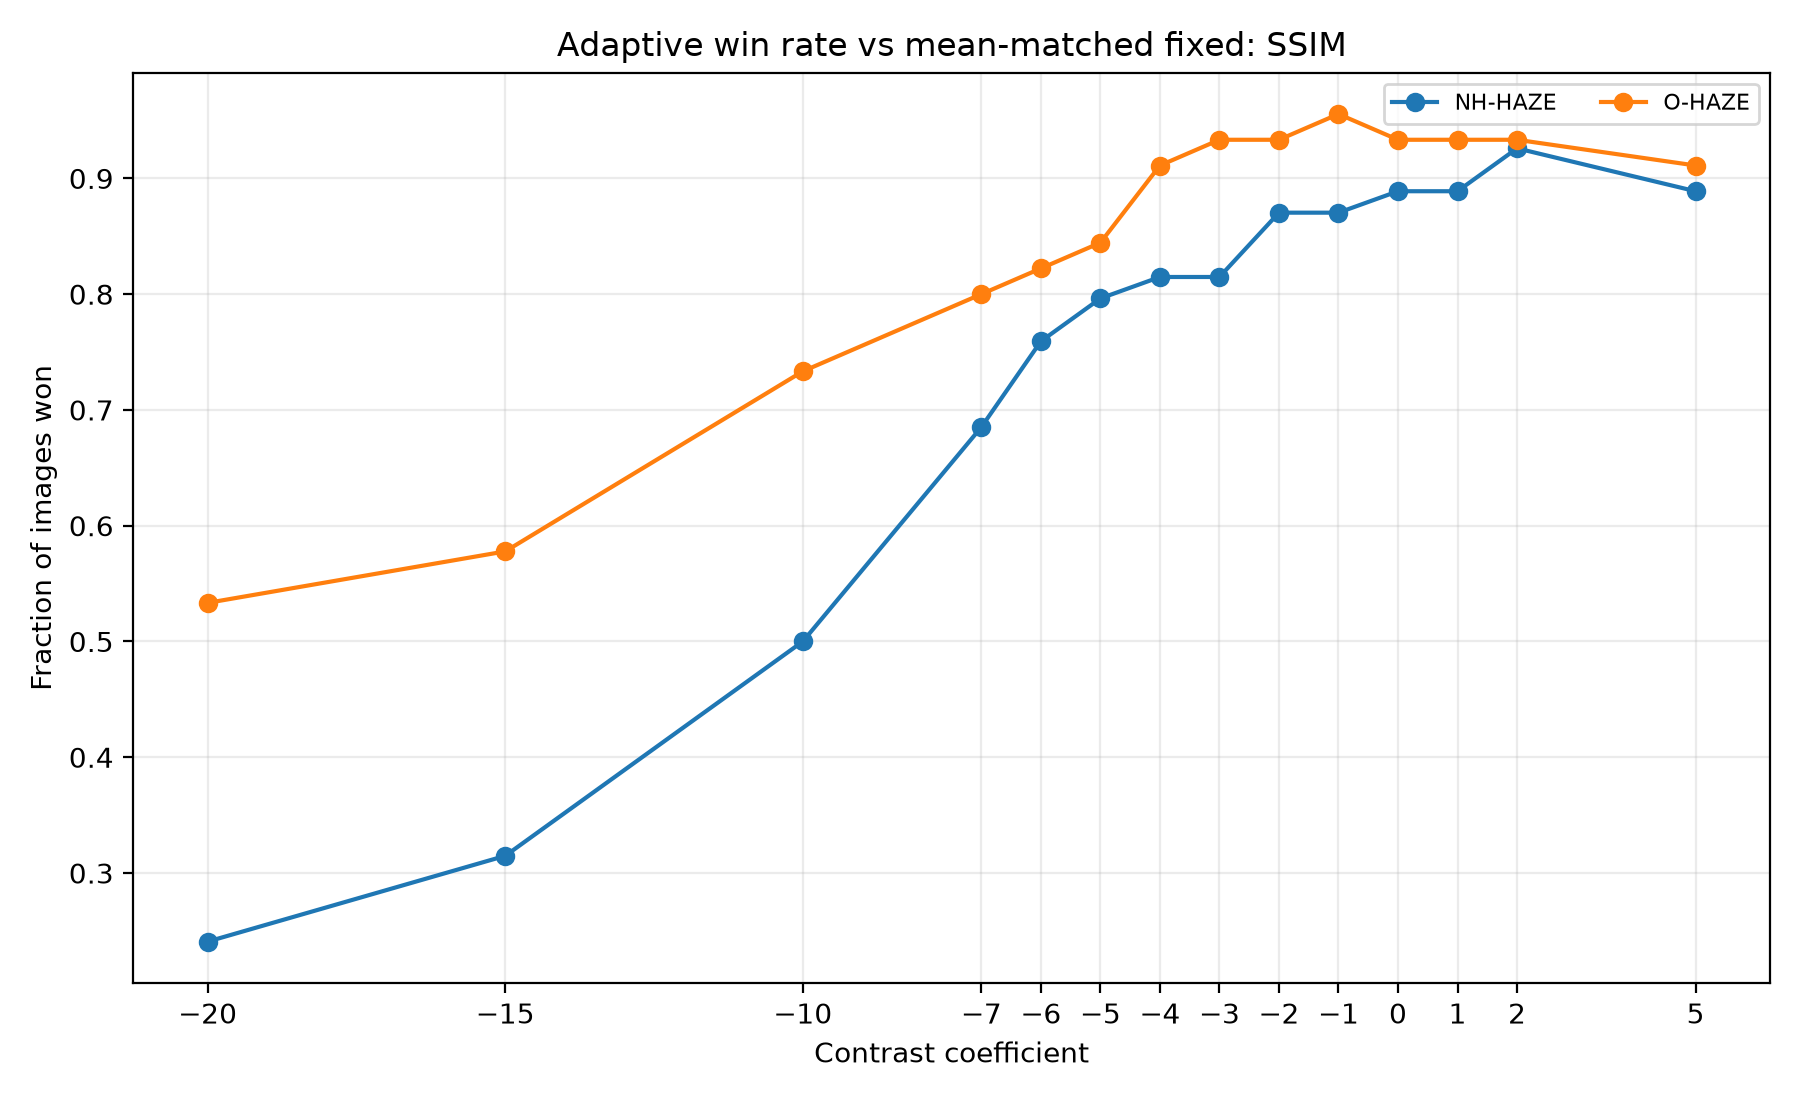 Adaptive win rate vs mean-matched fixed: SSIM
NH-HAZE O-HAZE
Fraction of images won
0.9
0.8
0.7
0.6
0.5
0.4
0.3
−20 −15 −10 −7 −6 −5 −4 −3 −2 −1 0 1 2 5
Contrast coefficient